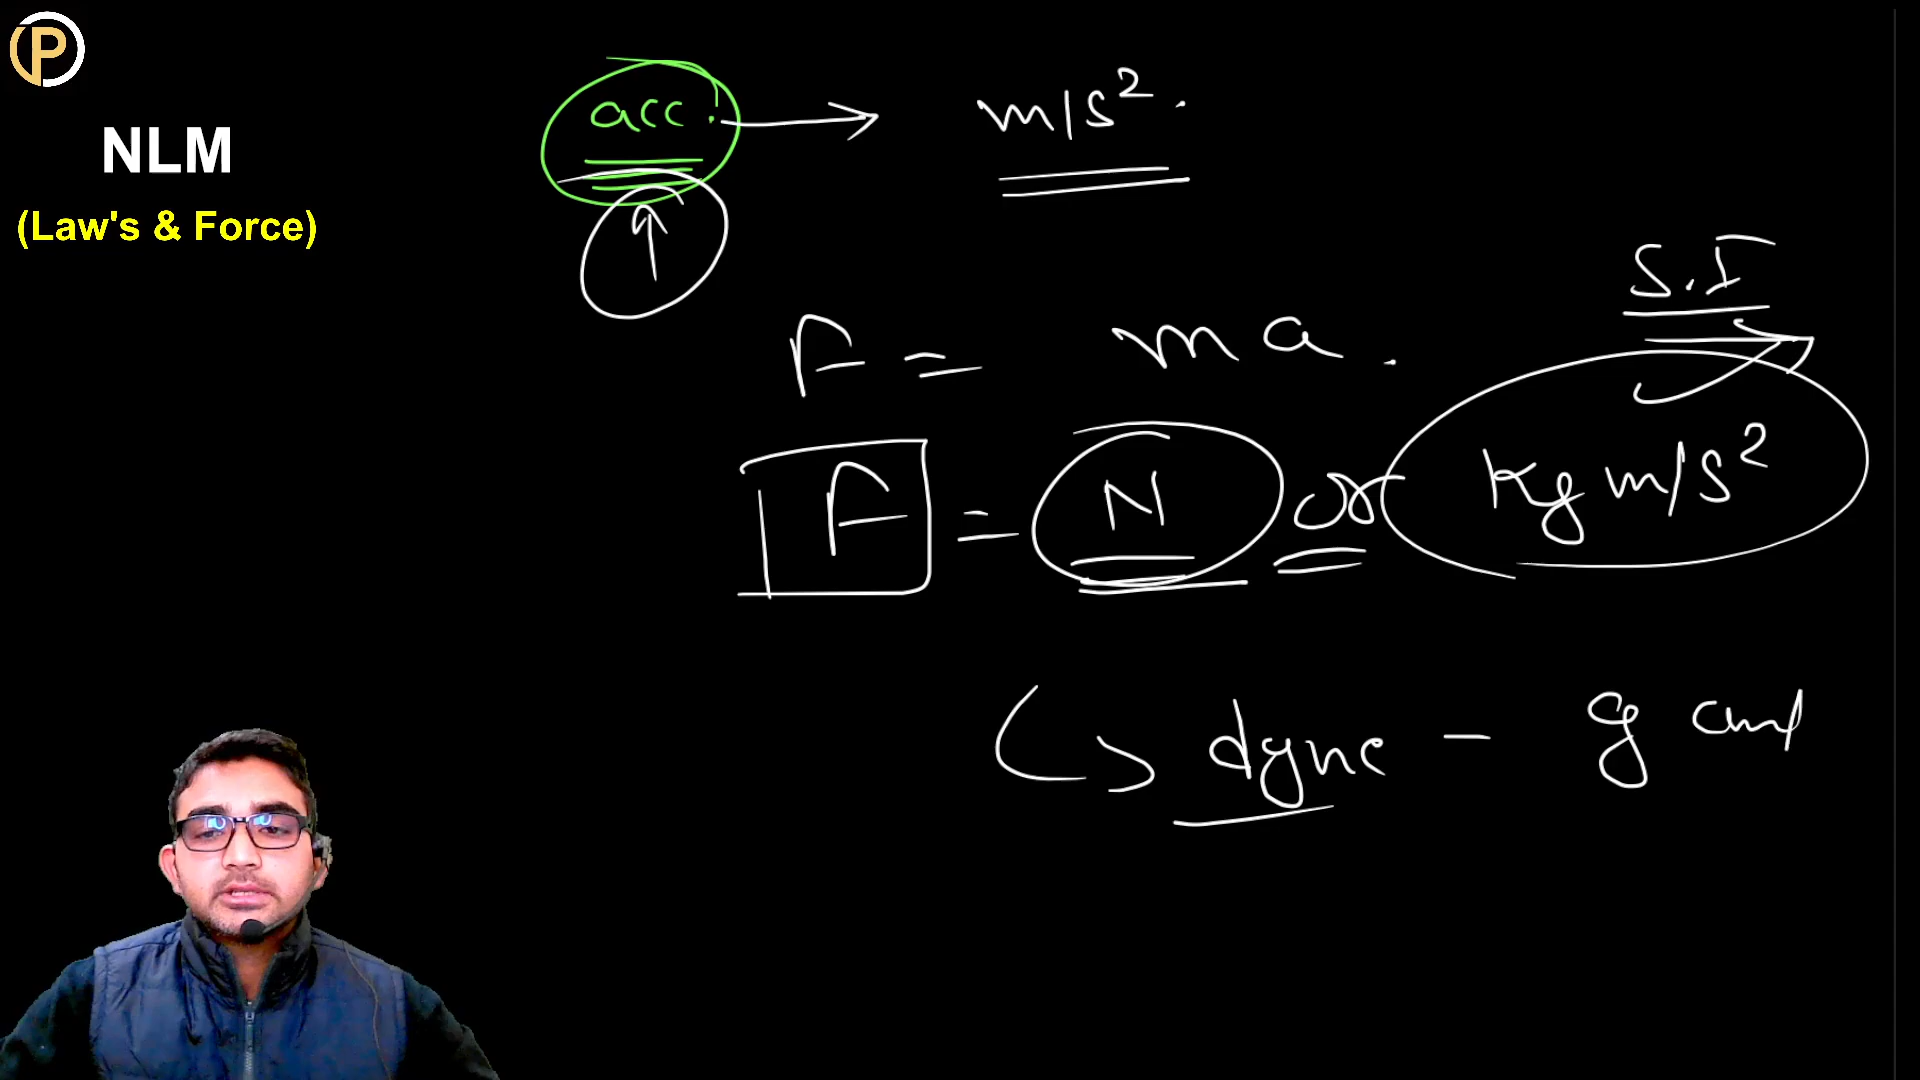 P
NLM
(Law's & Force)
acc. → m/s².
↑
S.I
F = ma.
F = N or Kg m/s²
↳ dyne - g cm/